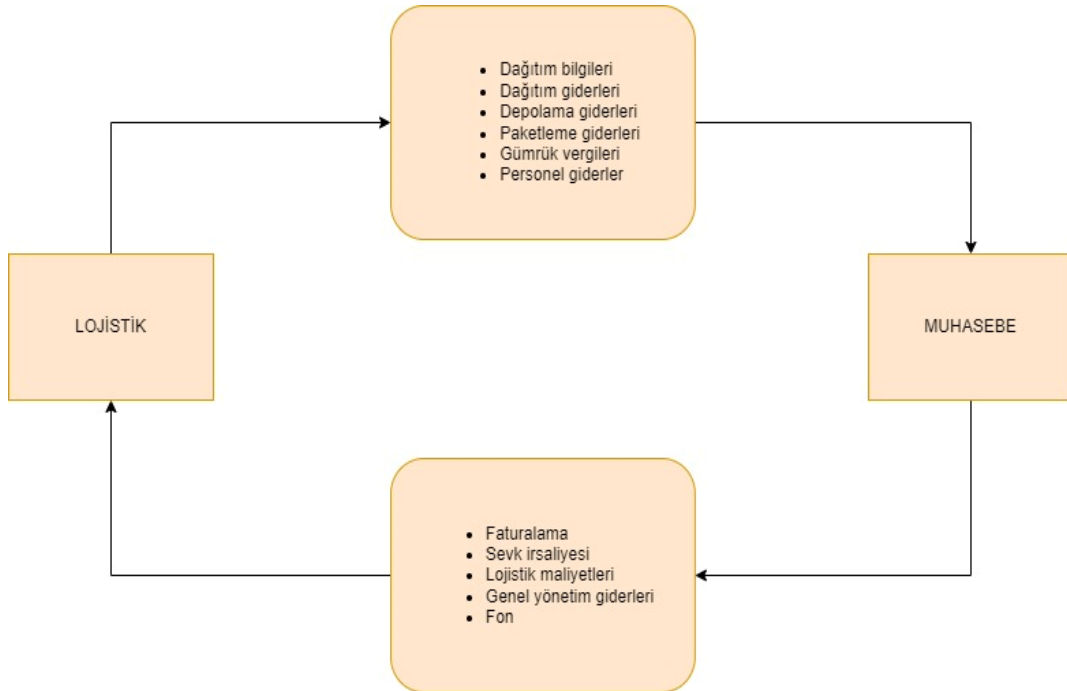 • Dağıtım bilgileri
• Dağıtım giderleri
• Depolama giderleri
• Paketleme giderleri
• Gümrük vergileri
• Personel giderler
LOJİSTİK
MUHASEBE
• Faturalama
• Sevk irsaliyesi
• Lojistik maliyetleri
• Genel yönetim giderleri
• Fon